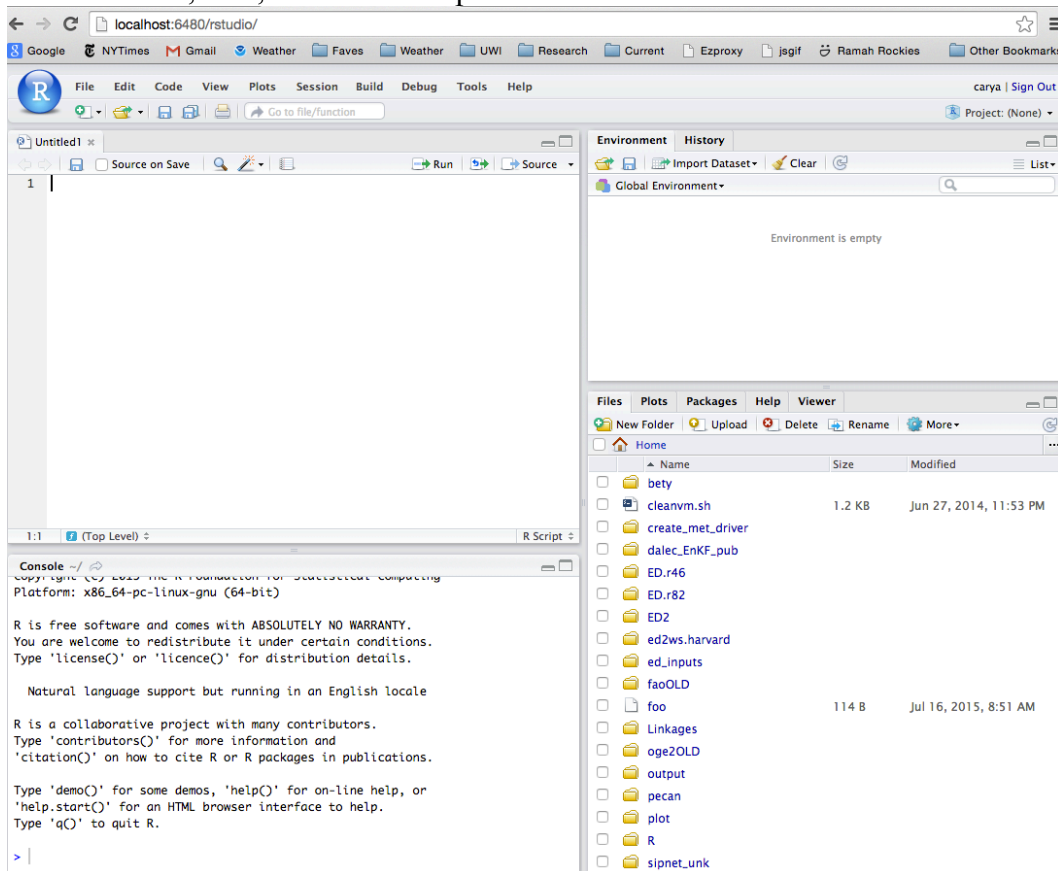 localhost:6480/rstudio/
Google NYTimes Gmail Weather Faves Weather UWI Research Current Ezproxy jsgif Ramah Rockies Other Bookmarks
R File Edit Code View Plots Session Build Debug Tools Help carya | Sign Out
Go to file/function Project: (None)
Untitled1
Source on Save Run Source
1
1:1 (Top Level) R Script
Console ~/
Platform: x86_64-pc-linux-gnu (64-bit)
R is free software and comes with ABSOLUTELY NO WARRANTY.
You are welcome to redistribute it under certain conditions.
Type 'license()' or 'licence()' for distribution details.
Natural language support but running in an English locale
R is a collaborative project with many contributors.
Type 'contributors()' for more information and
'citation()' on how to cite R or R packages in publications.
Type 'demo()' for some demos, 'help()' for on-line help, or
'help.start()' for an HTML browser interface to help.
Type 'q()' to quit R.
>
Environment History
Import Dataset Clear List
Global Environment
Environment is empty
Files Plots Packages Help Viewer
New Folder Upload Delete Rename More
Home ...
Name Size Modified
bety
cleanvm.sh 1.2 KB Jun 27, 2014, 11:53 PM
create_met_driver
dalec_EnKF_pub
ED.r46
ED.r82
ED2
ed2ws.harvard
ed_inputs
faoOLD
foo 114 B Jul 16, 2015, 8:51 AM
Linkages
oge2OLD
output
pecan
plot
R
sipnet_unk